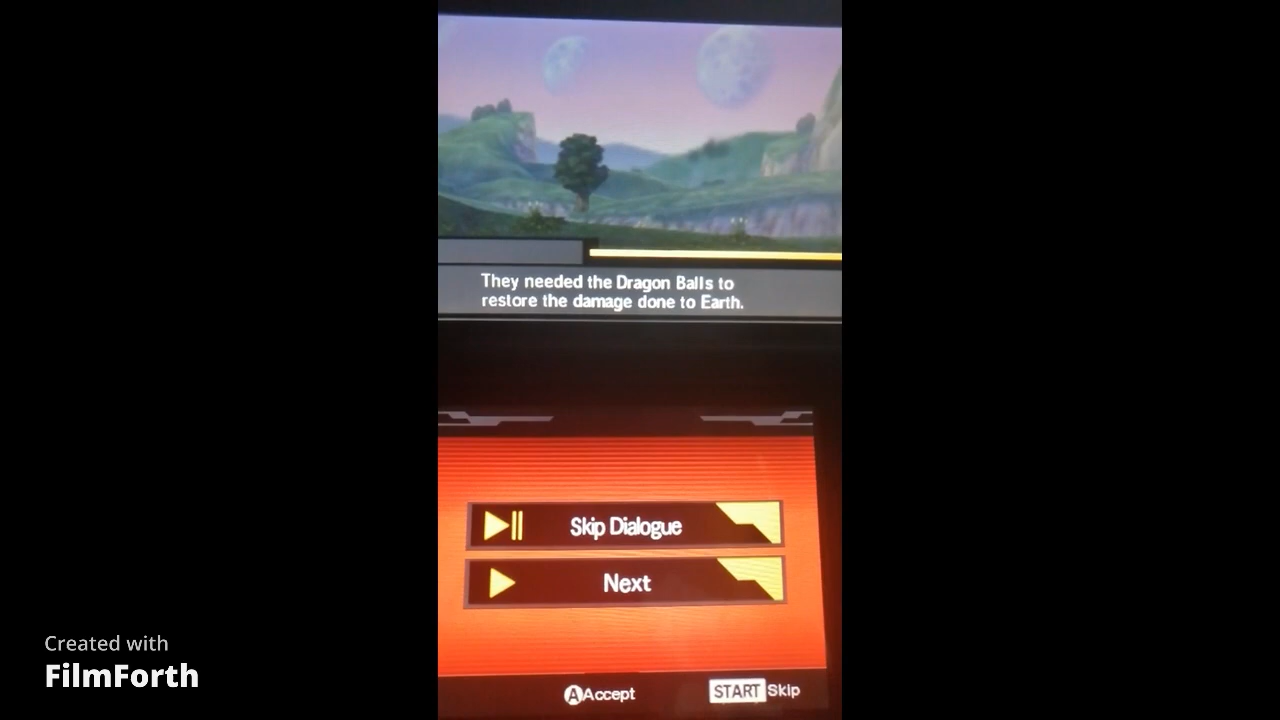 They needed the Dragon Balls to
restore the damage done to Earth.
Skip Dialogue
Next
A Accept
START Skip
Created with
FilmForth